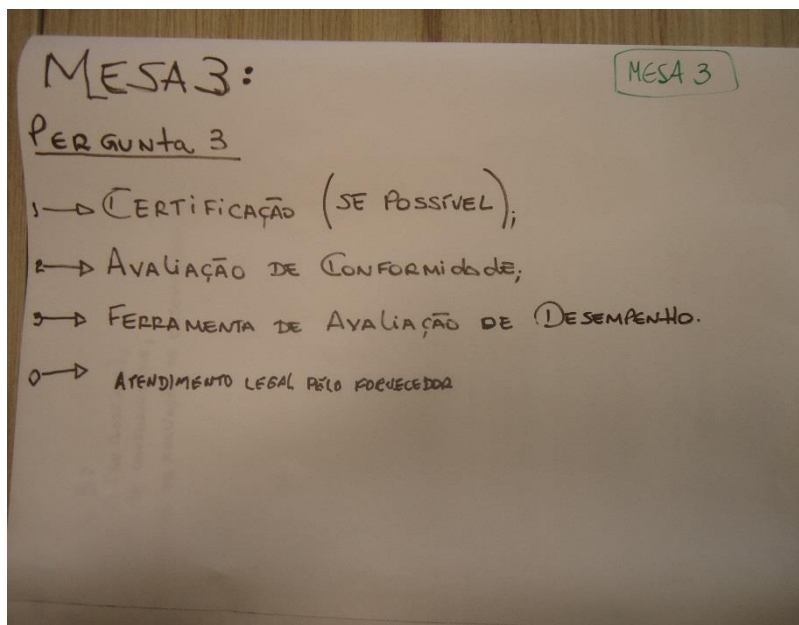 MESA 3:
MESA 3
PERGUNTA 3
1 → CERTIFICAÇÃO (SE POSSÍVEL);
2 → AVALIAÇÃO DE CONFORMIDADE;
3 → FERRAMENTA DE AVALIAÇÃO DE DESEMPENHO.
0 → ATENDIMENTO LEGAL PELO FORNECEDOR